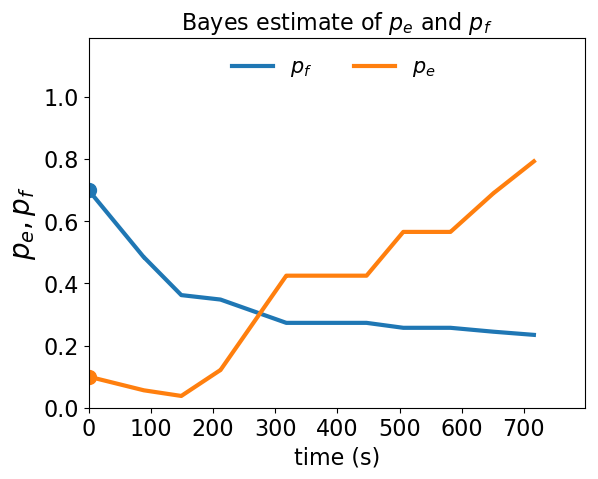 Bayes estimate of p_e and p_f
p_f p_e
1.0
0.8
0.6
0.4
0.2
0.0
p_e, p_f
0 100 200 300 400 500 600 700
time (s)